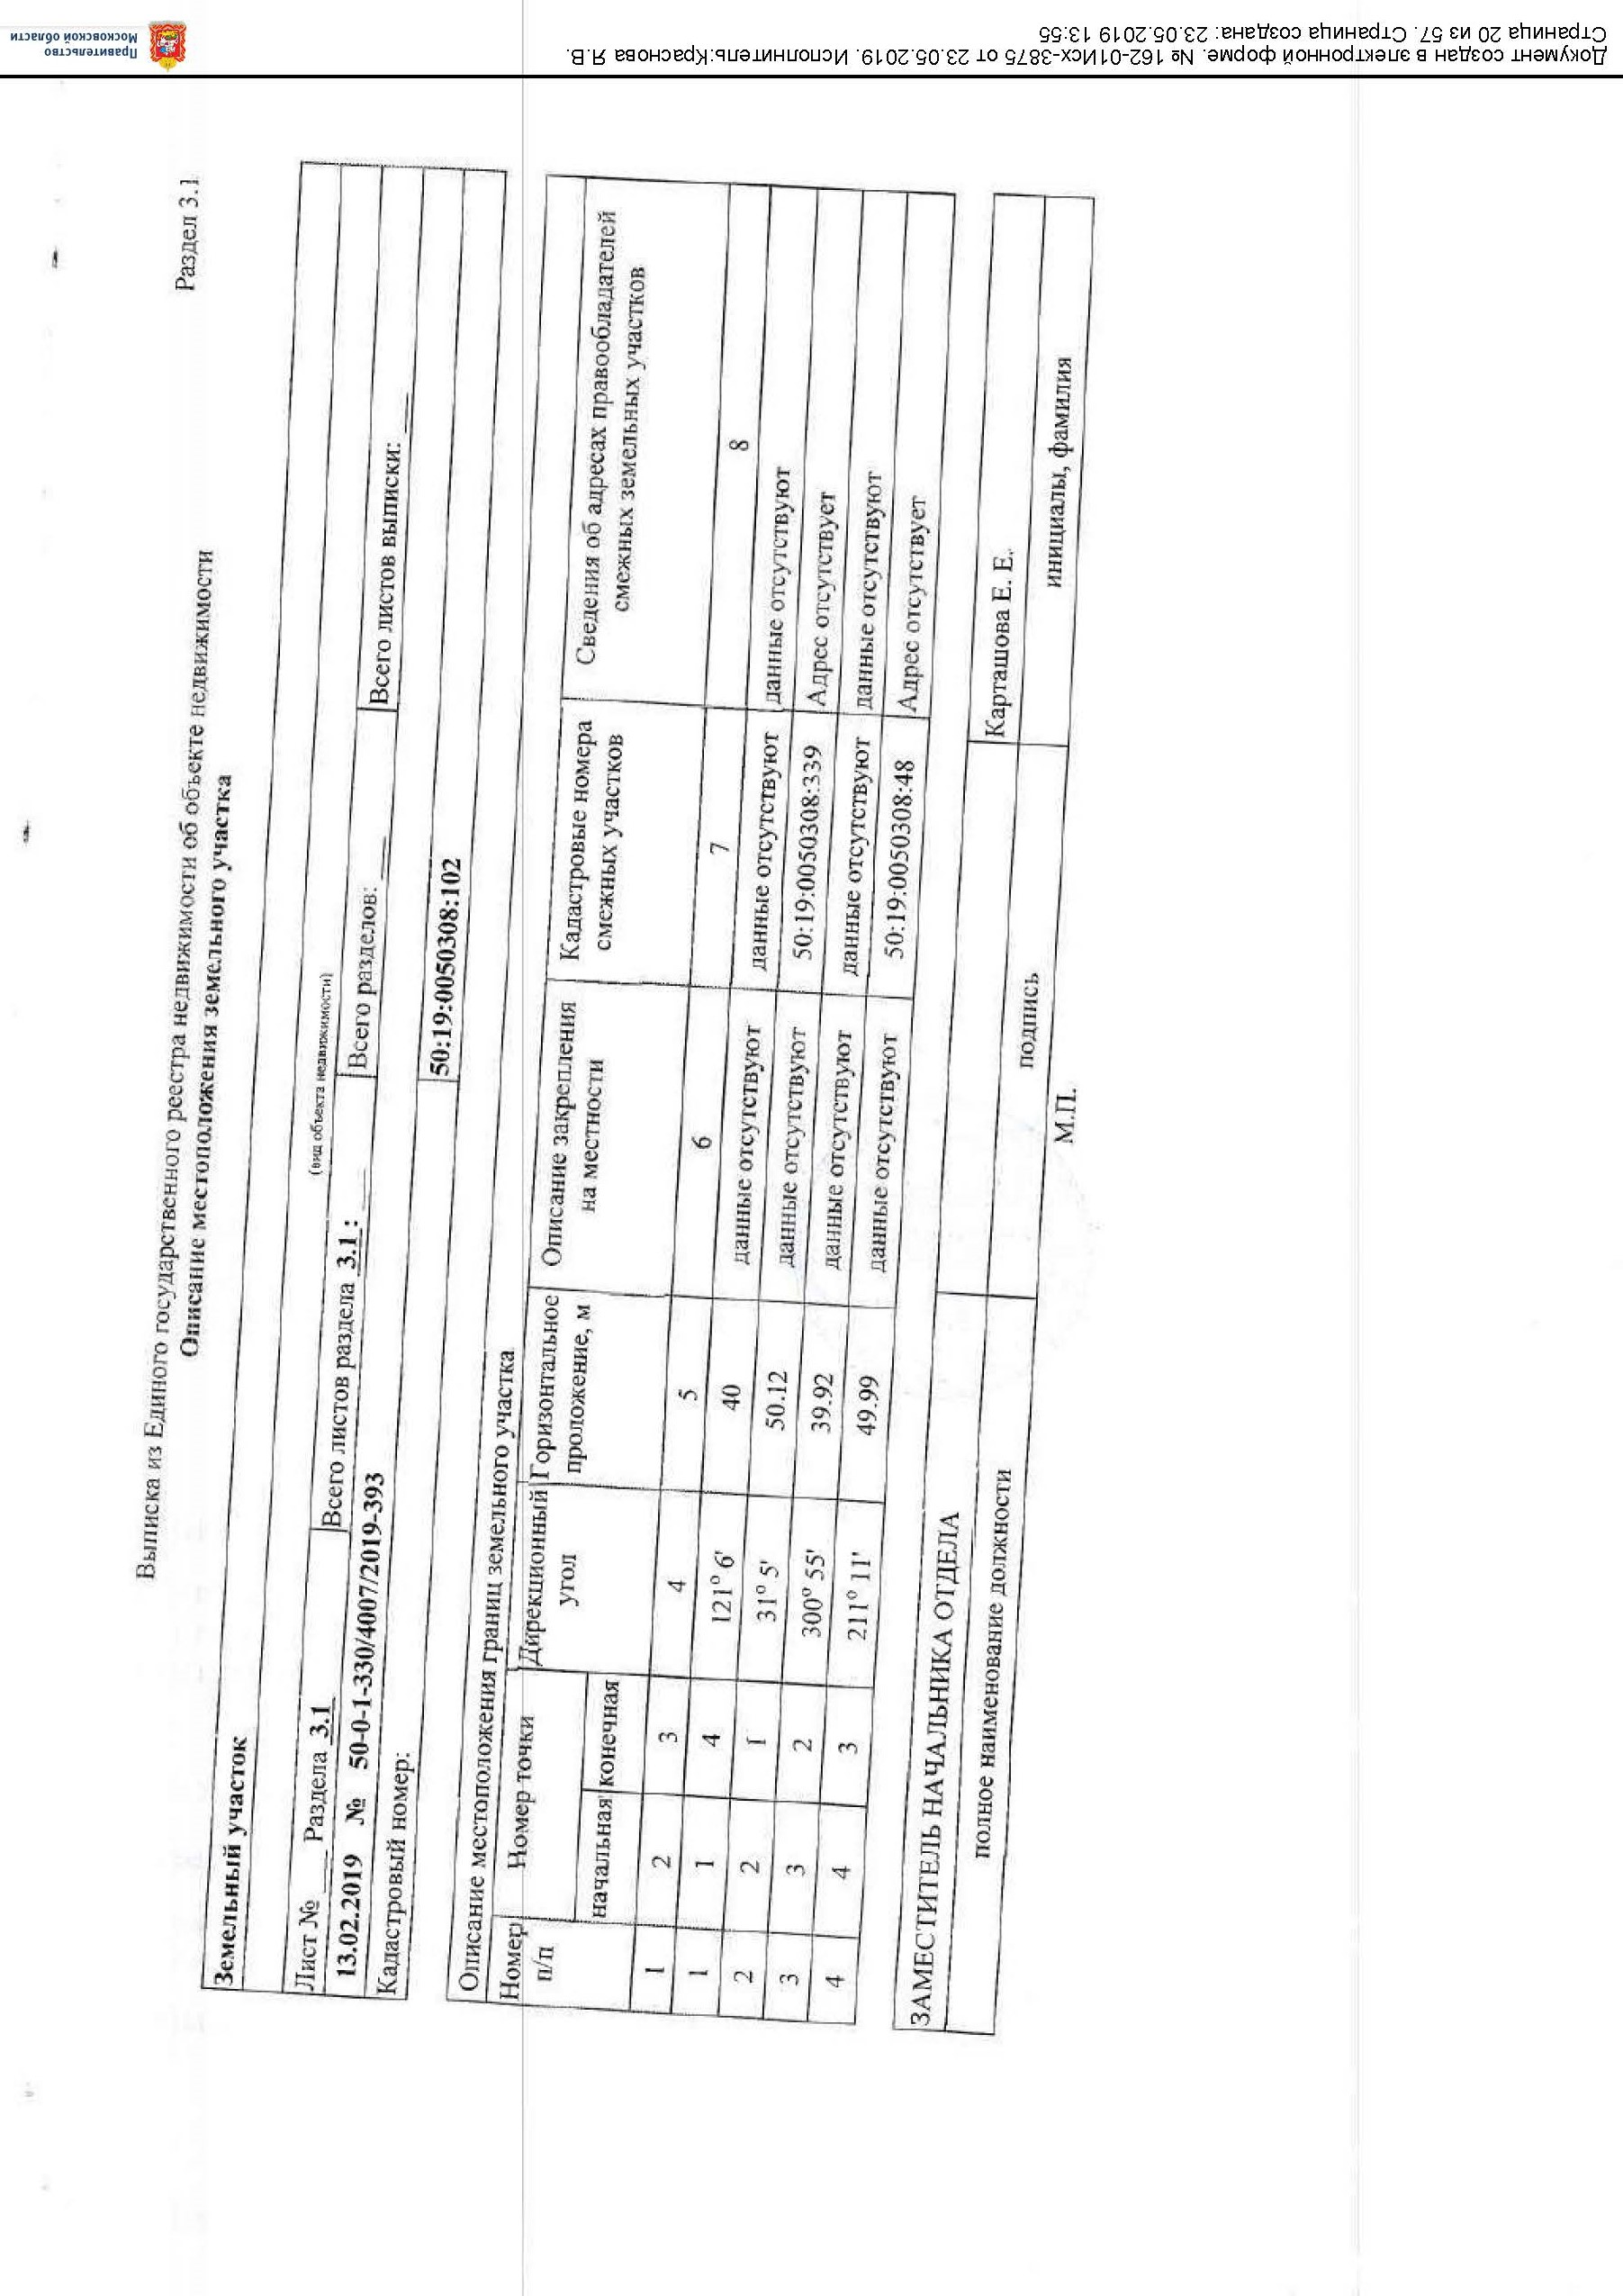 Раздел 3.1
Выписка из Единого государственного реестра недвижимости об объекте недвижимости
Описание местоположения земельного участка
Земельный участок
(вид объекта недвижимости)
Лист № ___ Раздела 3.1 Всего листов раздела 3.1 : ___ Всего разделов: ___ Всего листов выписки: ___
13.02.2019 № 50-0-1-330/4007/2019-393
Кадастровый номер: 50:19:0050308:102
Описание местоположения границ земельного участка
Номер п/п Номер точки Дирекционный угол Горизонтальное проложение, м Описание закрепления на местности Кадастровые номера смежных участков Сведения об адресах правообладателей смежных земельных участков
начальная конечная
1 2 3 4 5 6 7 8
1 1 4 121° 6' 40 данные отсутствуют данные отсутствуют данные отсутствуют
2 2 1 31° 5' 50.12 данные отсутствуют 50:19:0050308:339 Адрес отсутствует
3 3 2 300° 55' 39.92 данные отсутствуют данные отсутствуют данные отсутствуют
4 4 3 211° 11' 49.99 данные отсутствуют 50:19:0050308:48 Адрес отсутствует
ЗАМЕСТИТЕЛЬ НАЧАЛЬНИКА ОТДЕЛА Карташова Е. Е.
полное наименование должности подпись инициалы, фамилия
М.П.
Документ создан в электронной форме. № 162-01Исх-3875 от 23.05.2019. Исполнитель:Краснова Я.В.
Страница 20 из 57. Страница создана: 23.05.2019 13:55
Правительство
Московской области